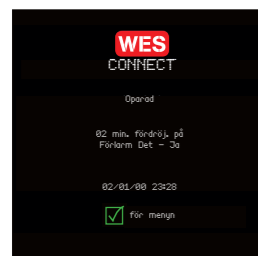 WES
CONNECT
Oparad
02 min. fördröj. på
Förlarm Det - Ja
02/01/00 23:28
för menyn